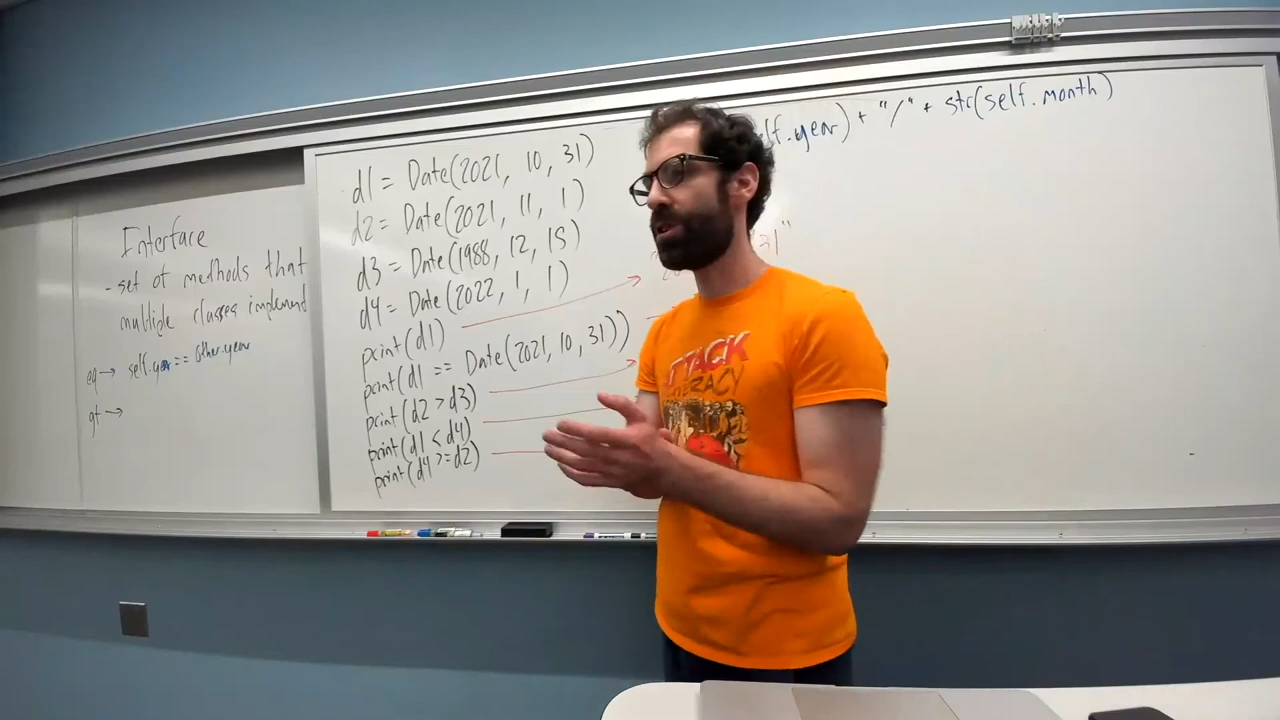 Interface
- set of methods that
multiple classes implement
eq → self.year == other.year
gt →
d1 = Date(2021, 10, 31)
d2 = Date(2021, 11, 1)
d3 = Date(1988, 12, 15)
d4 = Date(2022, 1, 1)
print(d1)
print(d1 == Date(2021, 10, 31))
print(d2 > d3)
print(d1 < d4)
print(d4 >= d2)
lf.year) + "/" + str(self.month)
31"
ATTACK